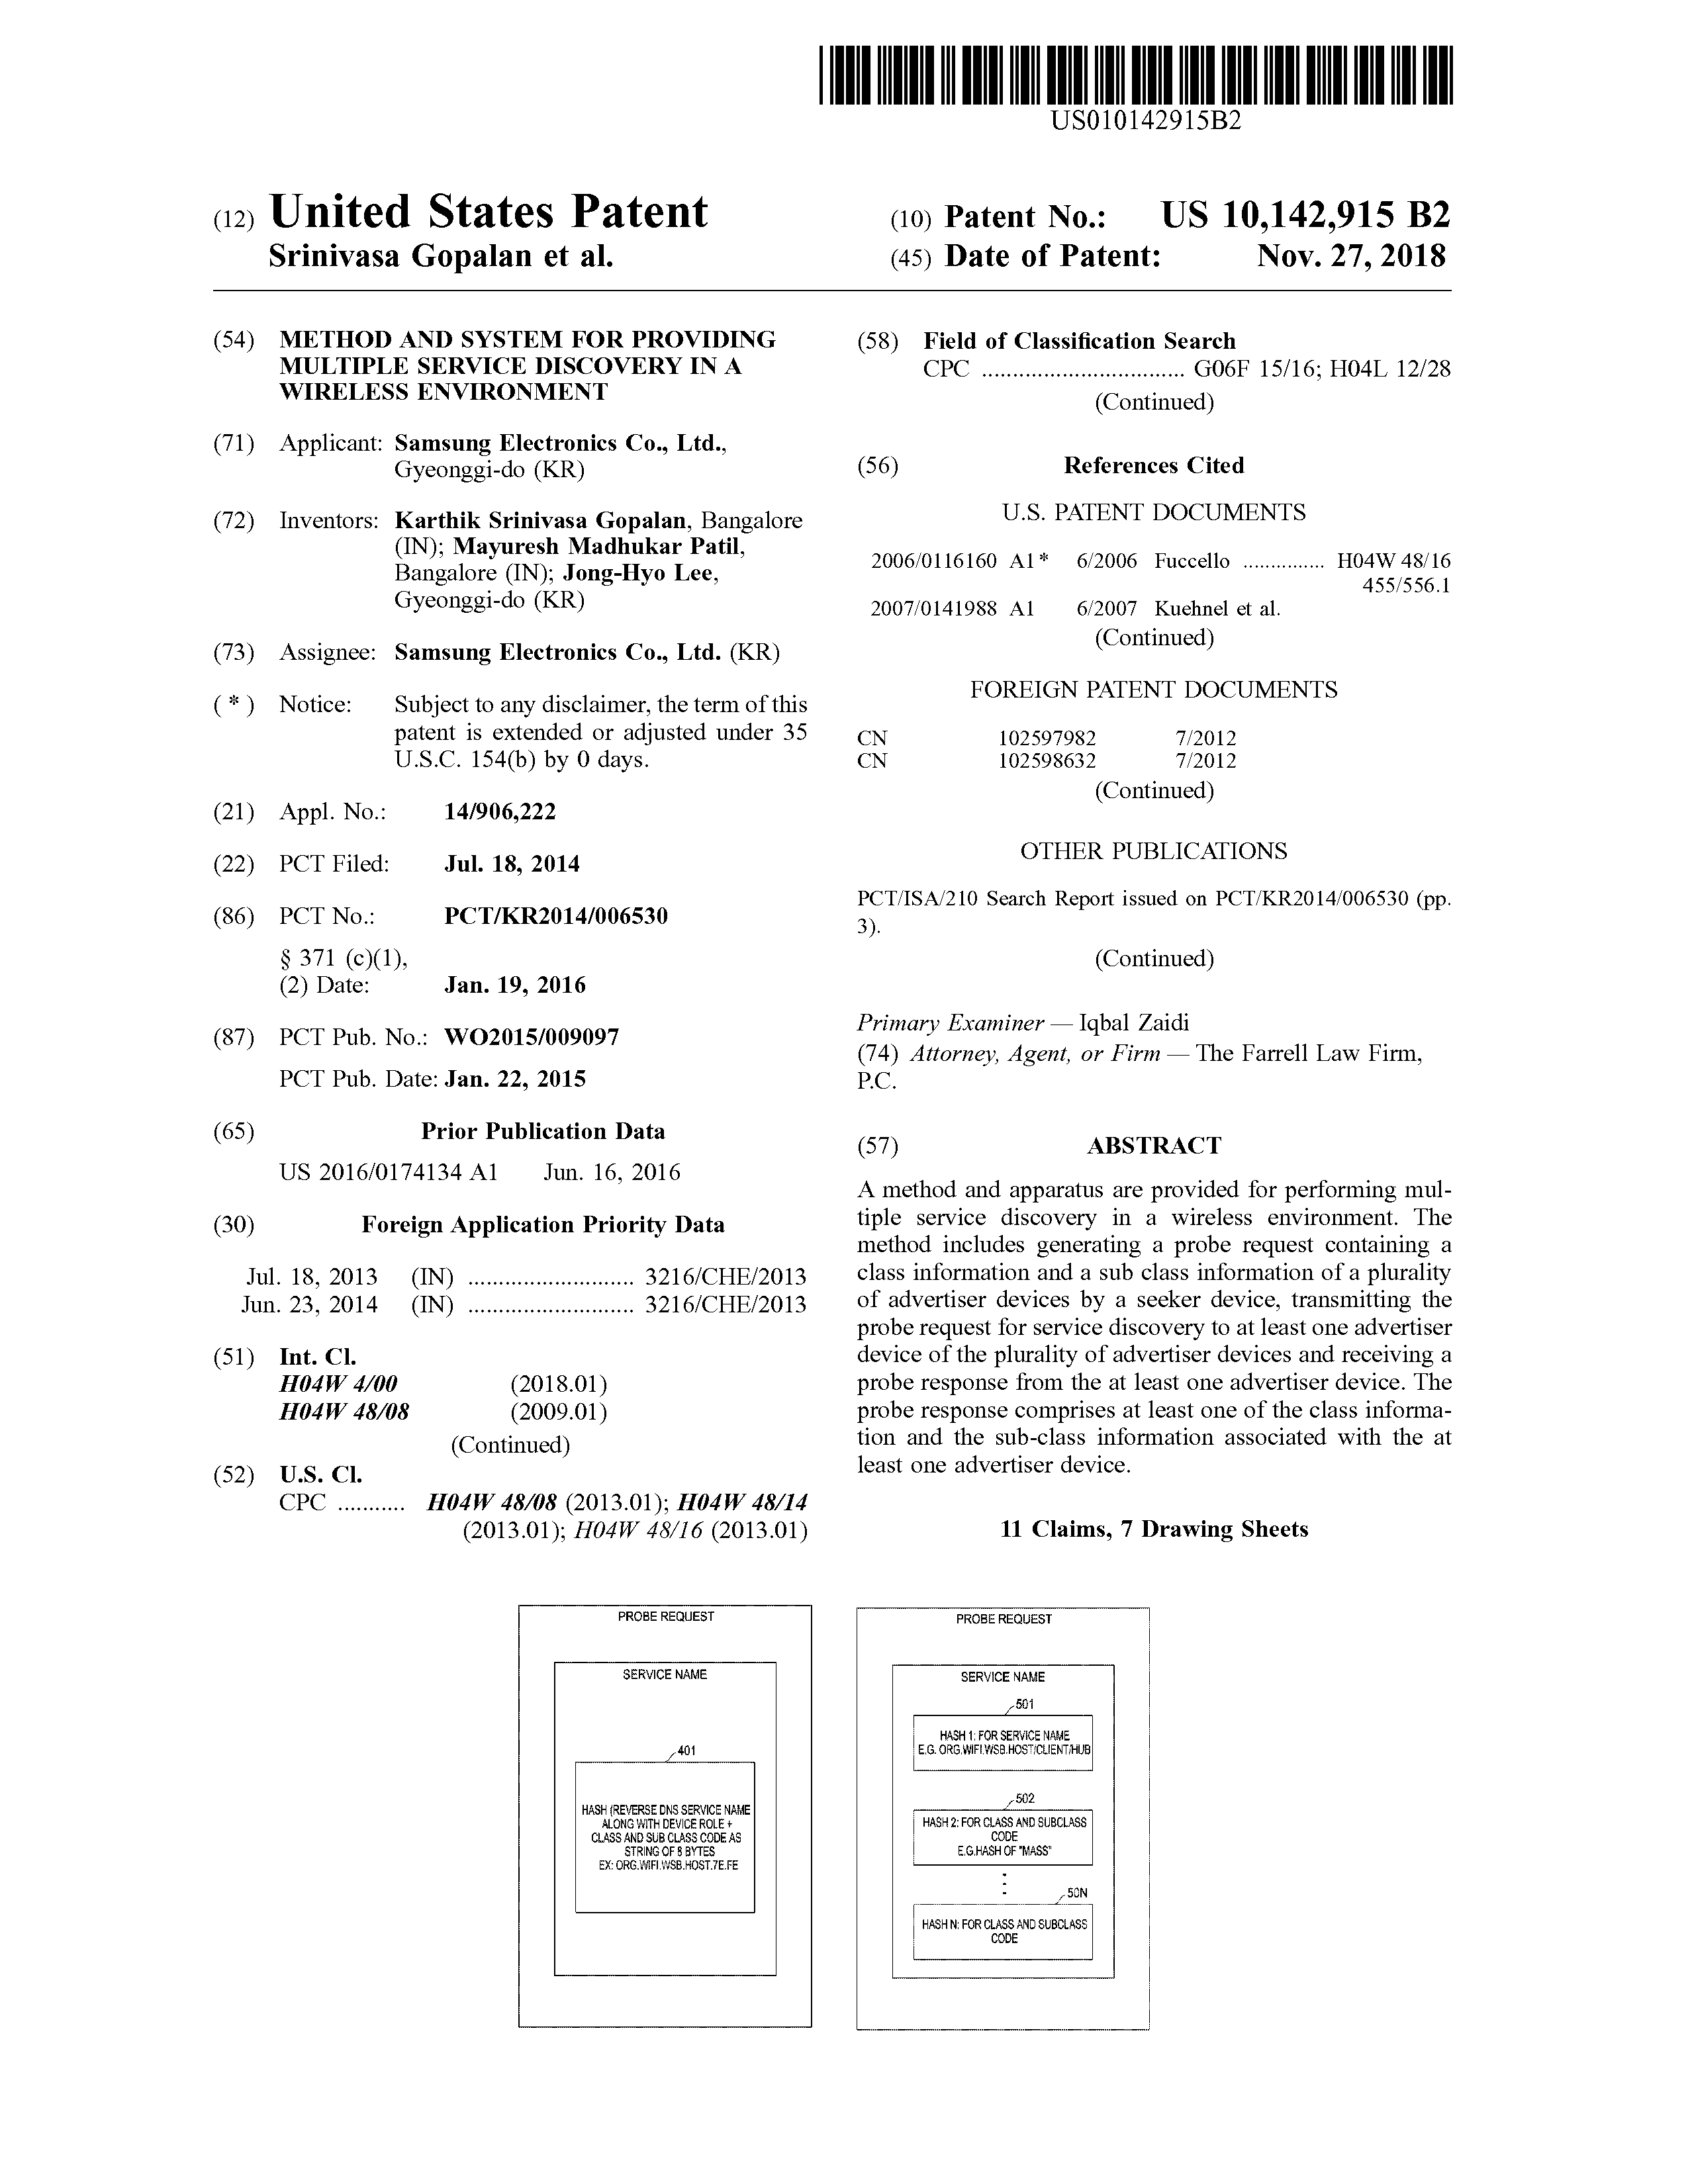 US010142915B2
(12) United States Patent
Srinivasa Gopalan et al.
(10) Patent No.: US 10,142,915 B2
(45) Date of Patent: Nov. 27, 2018
(54) METHOD AND SYSTEM FOR PROVIDING
MULTIPLE SERVICE DISCOVERY IN A
WIRELESS ENVIRONMENT
(71) Applicant: Samsung Electronics Co., Ltd.,
Gyeonggi-do (KR)
(72) Inventors: Karthik Srinivasa Gopalan, Bangalore
(IN); Mayuresh Madhukar Patil,
Bangalore (IN); Jong-Hyo Lee,
Gyeonggi-do (KR)
(73) Assignee: Samsung Electronics Co., Ltd. (KR)
( * ) Notice: Subject to any disclaimer, the term of this
patent is extended or adjusted under 35
U.S.C. 154(b) by 0 days.
(21) Appl. No.: 14/906,222
(22) PCT Filed: Jul. 18, 2014
(86) PCT No.: PCT/KR2014/006530
§ 371 (c)(1),
(2) Date: Jan. 19, 2016
(87) PCT Pub. No.: WO2015/009097
PCT Pub. Date: Jan. 22, 2015
(65) Prior Publication Data
US 2016/0174134 A1 Jun. 16, 2016
(30) Foreign Application Priority Data
Jul. 18, 2013 (IN) .......................... 3216/CHE/2013
Jun. 23, 2014 (IN) .......................... 3216/CHE/2013
(51) Int. Cl.
H04W 4/00 (2018.01)
H04W 48/08 (2009.01)
(Continued)
(52) U.S. Cl.
CPC ........... H04W 48/08 (2013.01); H04W 48/14
(2013.01); H04W 48/16 (2013.01)
(58) Field of Classification Search
CPC ................................ G06F 15/16; H04L 12/28
(Continued)
(56) References Cited
U.S. PATENT DOCUMENTS
2006/0116160 A1* 6/2006 Fuccello .............. H04W 48/16
455/556.1
2007/0141988 A1 6/2007 Kuehnel et al.
(Continued)
FOREIGN PATENT DOCUMENTS
CN 102597982 7/2012
CN 102598632 7/2012
(Continued)
OTHER PUBLICATIONS
PCT/ISA/210 Search Report issued on PCT/KR2014/006530 (pp.
3).
(Continued)
Primary Examiner — Iqbal Zaidi
(74) Attorney, Agent, or Firm — The Farrell Law Firm,
P.C.
(57) ABSTRACT
A method and apparatus are provided for performing mul-
tiple service discovery in a wireless environment. The
method includes generating a probe request containing a
class information and a sub class information of a plurality
of advertiser devices by a seeker device, transmitting the
probe request for service discovery to at least one advertiser
device of the plurality of advertiser devices and receiving a
probe response from the at least one advertiser device. The
probe response comprises at least one of the class informa-
tion and the sub-class information associated with the at
least one advertiser device.
11 Claims, 7 Drawing Sheets
PROBE REQUEST
SERVICE NAME
401
HASH (REVERSE DNS SERVICE NAME
ALONG WITH DEVICE ROLE +
CLASS AND SUB CLASS CODE AS
STRING OF 8 BYTES
EX: ORG.WIFI.WSB.HOST.7E.FE
PROBE REQUEST
SERVICE NAME
501
HASH 1: FOR SERVICE NAME
E.G. ORG.WIFI.WSB.HOST/CLIENT/HUB
502
HASH 2: FOR CLASS AND SUBCLASS
CODE
E.G.HASH OF "MASS"
50N
HASH N: FOR CLASS AND SUBCLASS
CODE